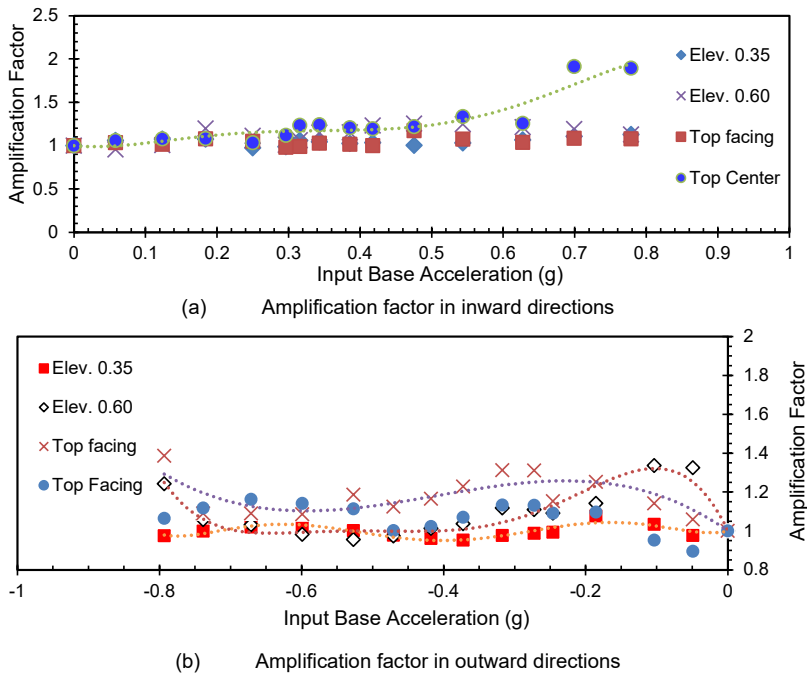 2.5
2
1.5
1
0.5
0
Amplification Factor
Elev. 0.35
Elev. 0.60
Top facing
Top Center
0 0.1 0.2 0.3 0.4 0.5 0.6 0.7 0.8 0.9 1
Input Base Acceleration (g)
(a) Amplification factor in inward directions
2
1.8
1.6
1.4
1.2
1
0.8
Amplification Factor
Elev. 0.35
Elev. 0.60
Top facing
Top Facing
-1 -0.8 -0.6 -0.4 -0.2 0
Input Base Acceleration (g)
(b) Amplification factor in outward directions